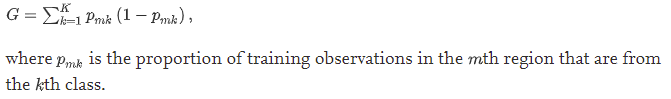 G = ∑_{k=1}^{K} p_{mk} (1 − p_{mk}),
where p_{mk} is the proportion of training observations in the mth region that are from
the kth class.